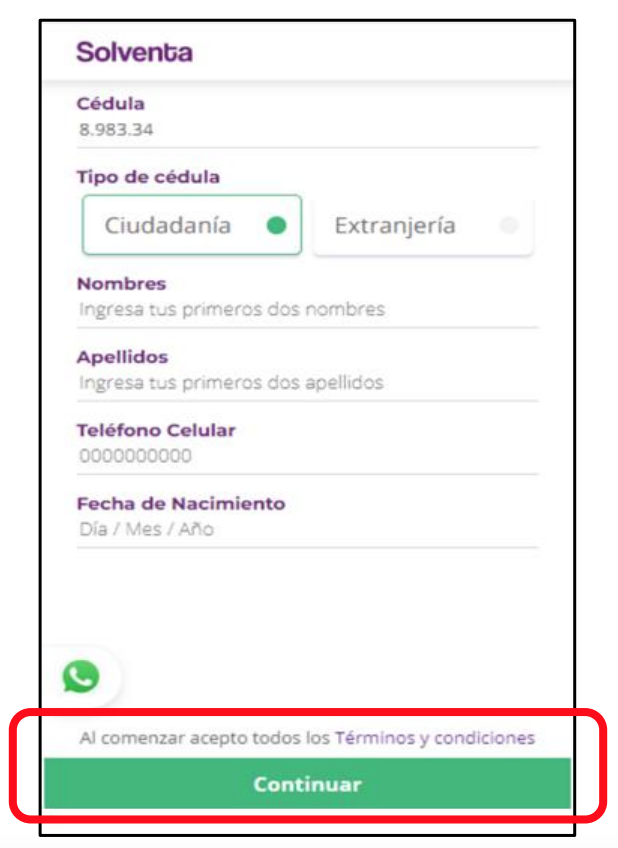 Solventa
Cédula
8.983.34
Tipo de cédula
Ciudadanía Extranjería
Nombres
Ingresa tus primeros dos nombres
Apellidos
Ingresa tus primeros dos apellidos
Teléfono Celular
0000000000
Fecha de Nacimiento
Día / Mes / Año
Al comenzar acepto todos los Términos y condiciones
Continuar